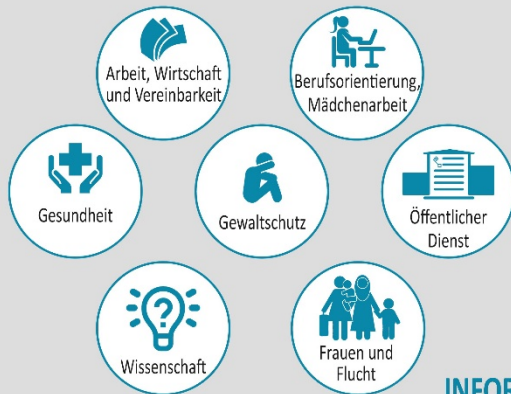 Arbeit, Wirtschaft
und Vereinbarkeit
Berufsorientierung,
Mädchenarbeit
Gesundheit
Gewaltschutz
Öffentlicher
Dienst
Wissenschaft
Frauen und
Flucht